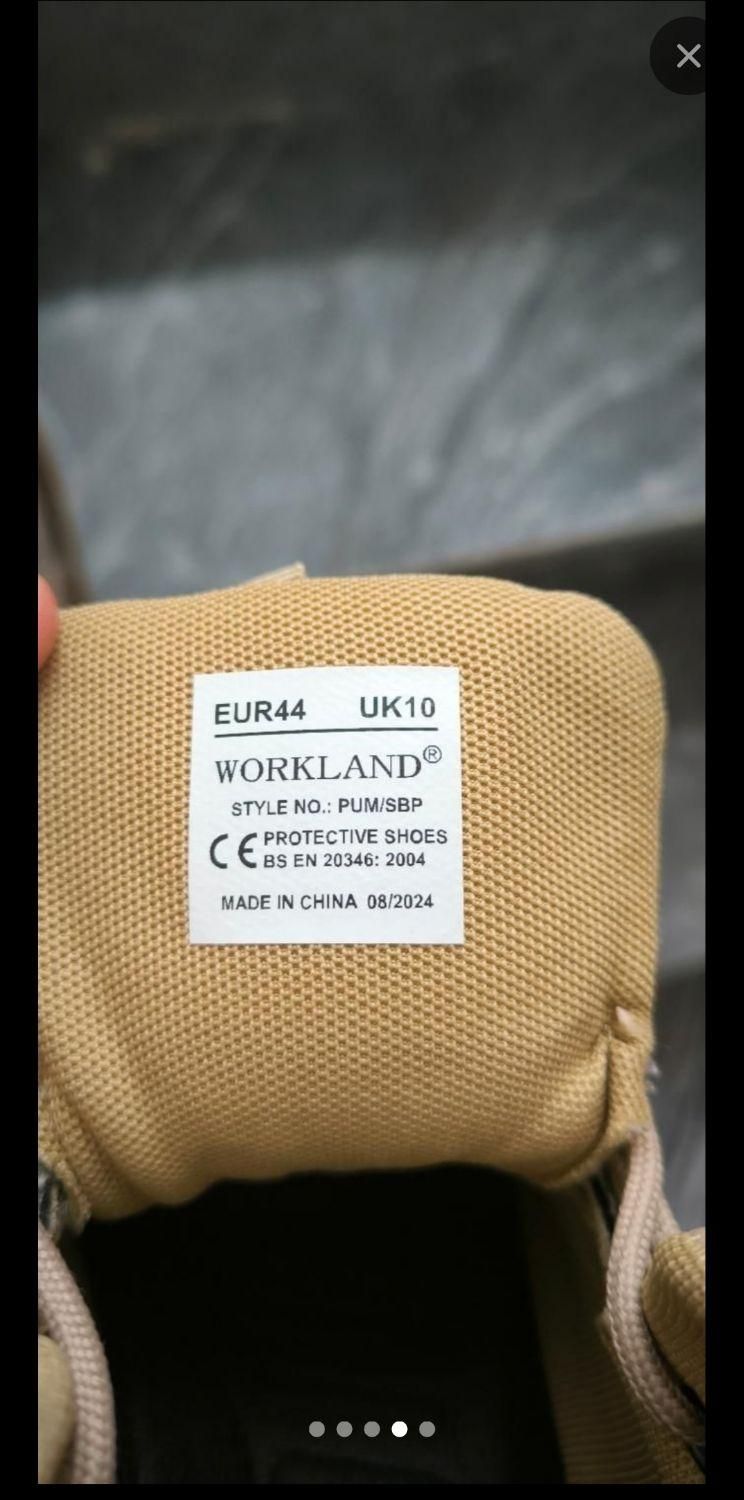 EUR44 UK10
WORKLAND®
STYLE NO.: PUM/SBP
CE PROTECTIVE SHOES
BS EN 20346: 2004
MADE IN CHINA 08/2024